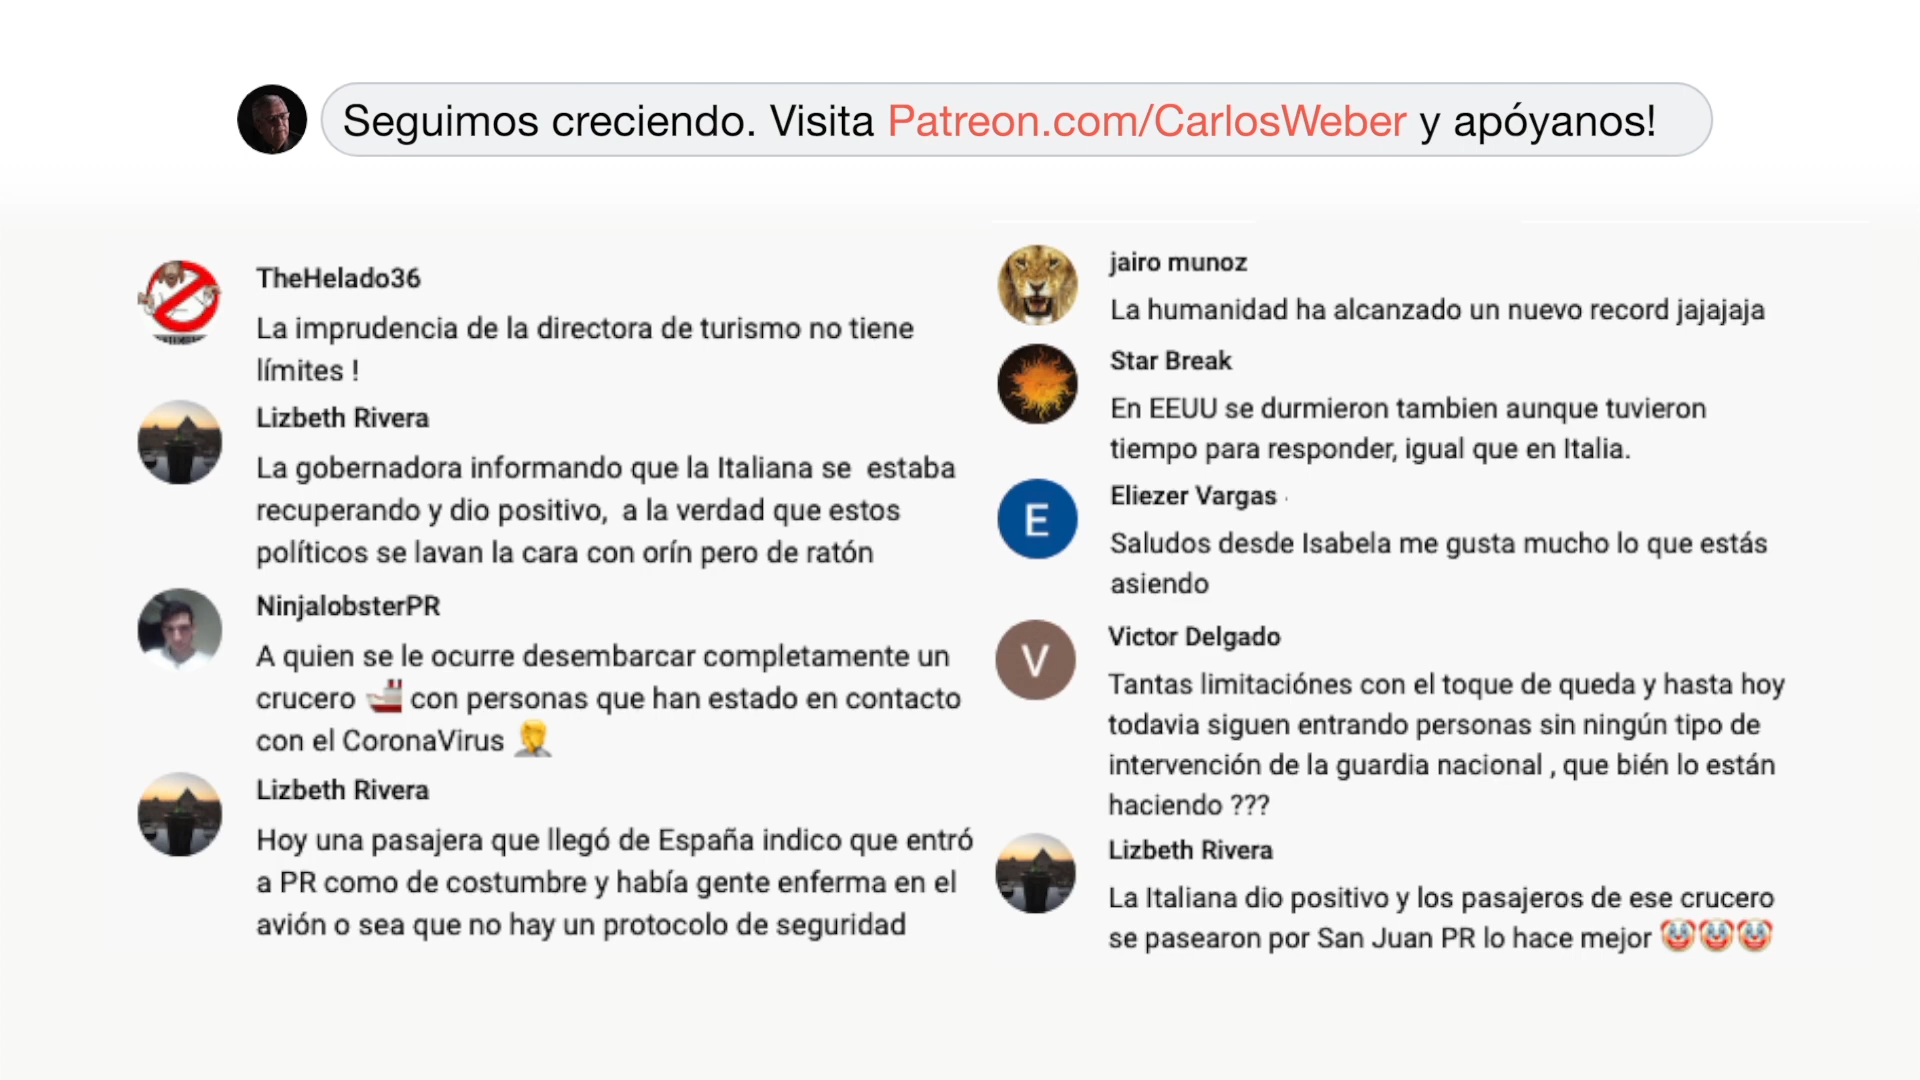 Seguimos creciendo. Visita Patreon.com/CarlosWeber y apóyanos!
TheHelado36
La imprudencia de la directora de turismo no tiene
límites !
Lizbeth Rivera
La gobernadora informando que la Italiana se  estaba
recuperando y dio positivo,  a la verdad que estos
políticos se lavan la cara con orín pero de ratón
NinjalobsterPR
A quien se le ocurre desembarcar completamente un
crucero 🚢 con personas que han estado en contacto
con el CoronaVirus 🤦
Lizbeth Rivera
Hoy una pasajera que llegó de España indico que entró
a PR como de costumbre y había gente enferma en el
avión o sea que no hay un protocolo de seguridad
jairo munoz
La humanidad ha alcanzado un nuevo record jajajaja
Star Break
En EEUU se durmieron tambien aunque tuvieron
tiempo para responder, igual que en Italia.
E
Eliezer Vargas
Saludos desde Isabela me gusta mucho lo que estás
asiendo
V
Victor Delgado
Tantas limitaciónes con el toque de queda y hasta hoy
todavia siguen entrando personas sin ningún tipo de
intervención de la guardia nacional , que bién lo están
haciendo ???
Lizbeth Rivera
La Italiana dio positivo y los pasajeros de ese crucero
se pasearon por San Juan PR lo hace mejor 🤡🤡🤡